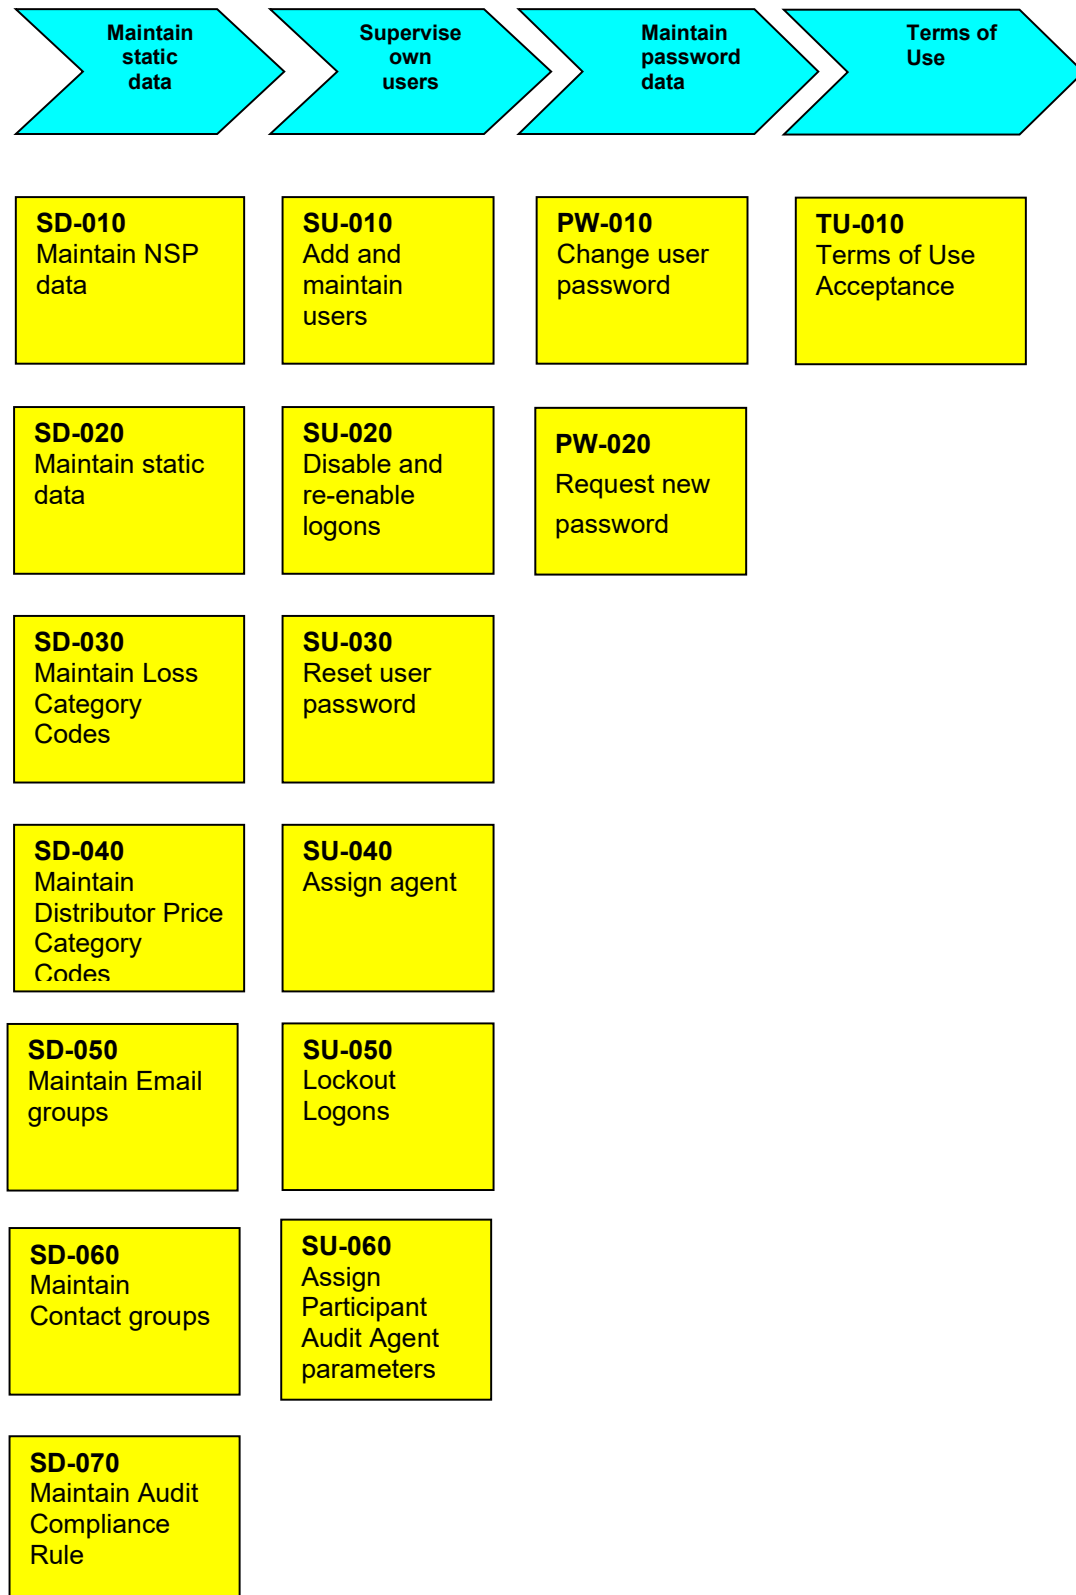 Maintain
static
data
Supervise
own
users
Maintain
password
data
Terms of
Use
SD-010
Maintain NSP
data
SU-010
Add and
maintain
users
PW-010
Change user
password
TU-010
Terms of Use
Acceptance
SD-020
Maintain static
data
SU-020
Disable and
re-enable
logons
PW-020
Request new
password
SD-030
Maintain Loss
Category
Codes
SU-030
Reset user
password
SD-040
Maintain
Distributor Price
Category
Codes
SU-040
Assign agent
SD-050
Maintain Email
groups
SU-050
Lockout
Logons
SD-060
Maintain
Contact groups
SU-060
Assign
Participant
Audit Agent
parameters
SD-070
Maintain Audit
Compliance
Rule